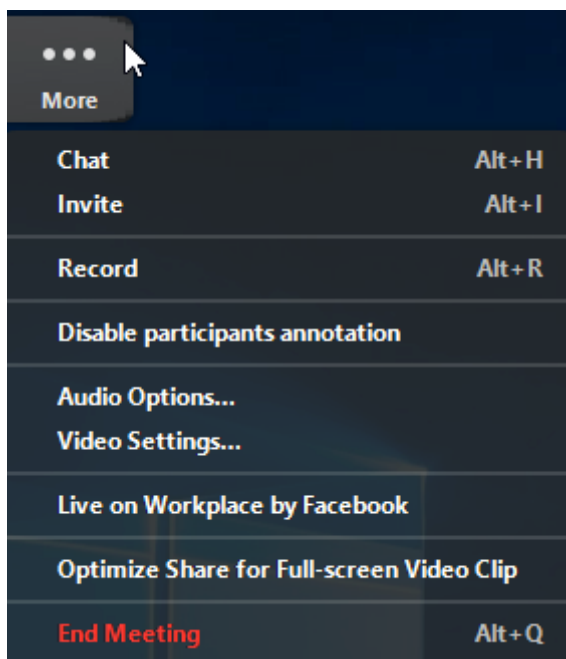 More
Chat Alt+H
Invite Alt+I
Record Alt+R
Disable participants annotation
Audio Options...
Video Settings...
Live on Workplace by Facebook
Optimize Share for Full-screen Video Clip
End Meeting Alt+Q